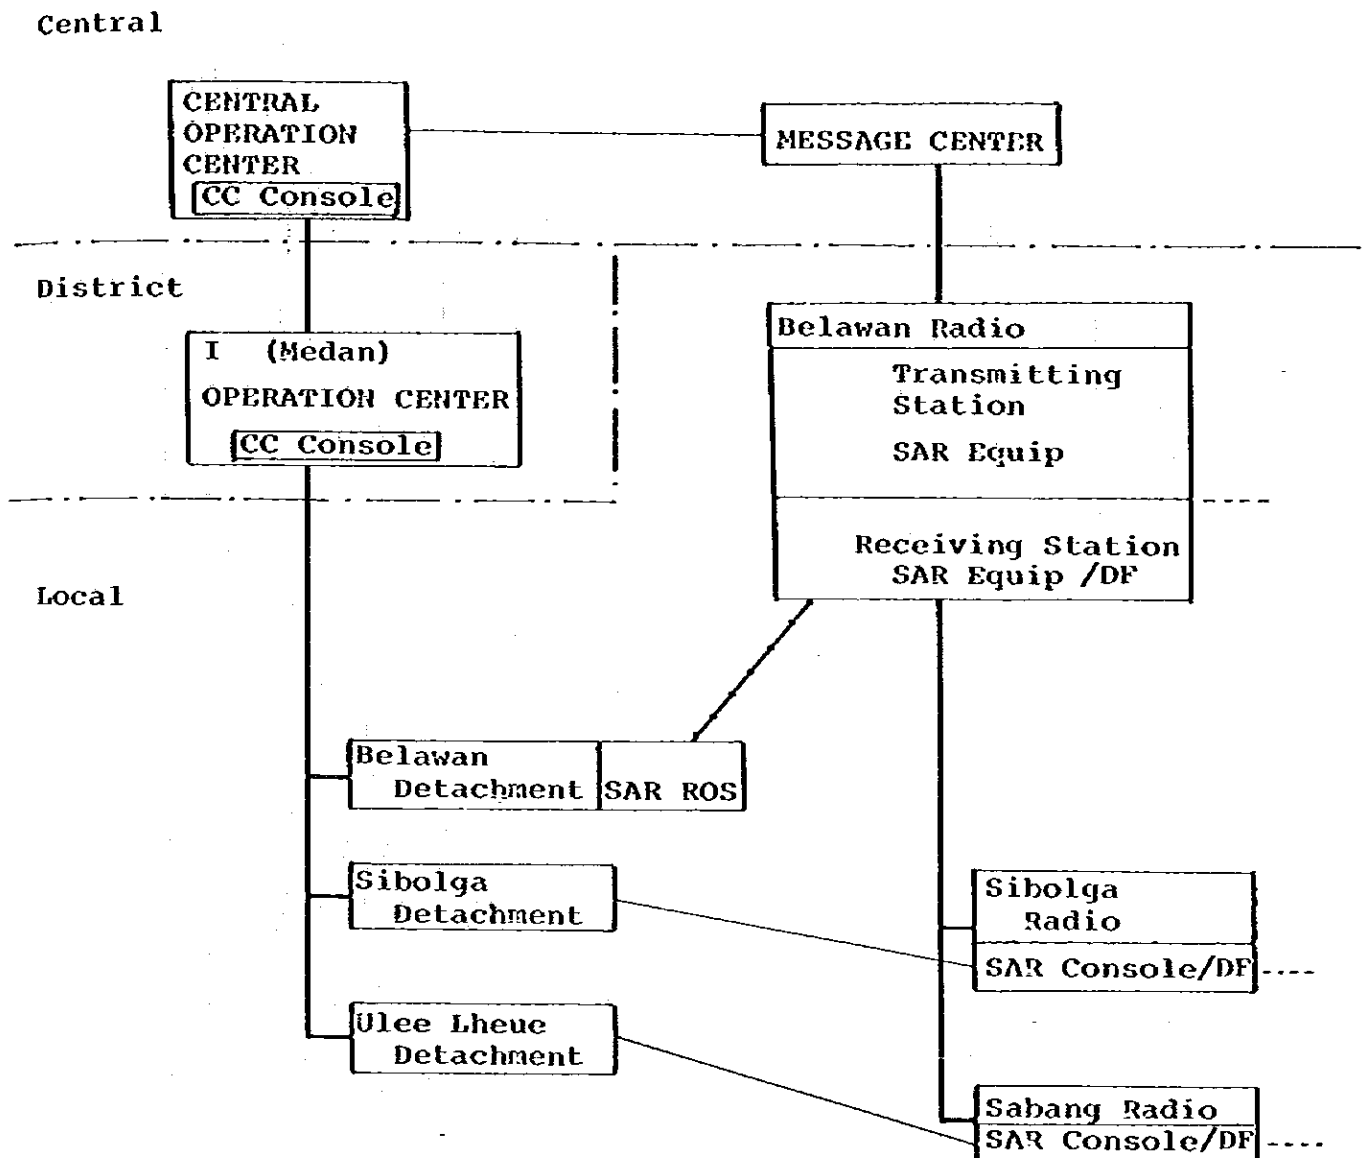 Central
CENTRAL
OPERATION
CENTER
CC Console
MESSAGE CENTER
District
I (Medan)
OPERATION CENTER
CC Console
Belawan Radio
Transmitting
Station
SAR Equip
Receiving Station
SAR Equip /DF
Local
Belawan
Detachment
SAR ROS
Sibolga
Detachment
Sibolga
Radio
SAR Console/DF
Ulee Lheue
Detachment
Sabang Radio
SAR Console/DF